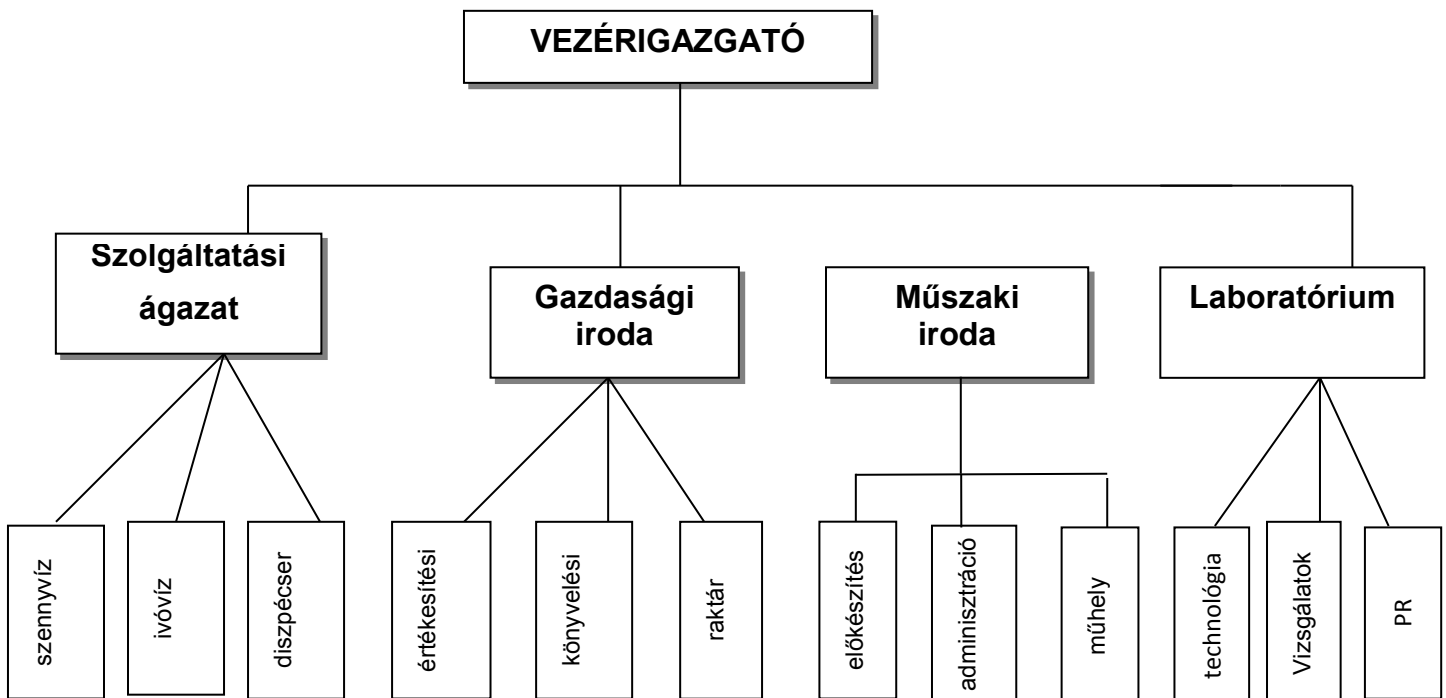 VEZÉRIGAZGATÓ
Szolgáltatási
ágazat
Gazdasági
iroda
Műszaki
iroda
Laboratórium
szennyvíz
ivóvíz
diszpécser
értékesítési
könyvelési
raktár
előkészítés
adminisztráció
műhely
technológia
Vizsgálatok
PR